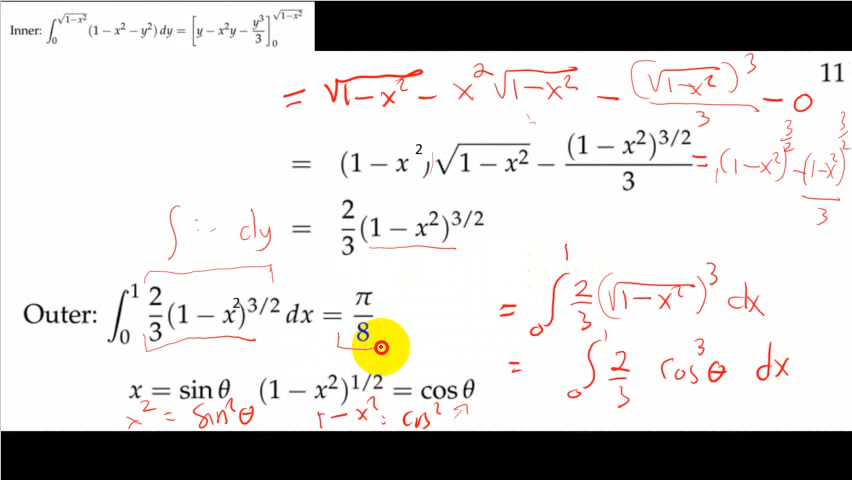 Inner: ∫₀^√(1−x²) (1 − x² − y²) dy = [y − x²y − y³/3]₀^√(1−x²)
11
= √(1−x²) − x²√(1−x²) − (√(1−x²))³/3 − 0
= (1 − x²)√(1 − x²) − (1 − x²)^(3/2)/3 = (1−x²)^(3/2) − (1−x²)^(3/2)/3
∫ ~ dy = 2/3 (1 − x²)^(3/2)
Outer: ∫₀¹ 2/3 (1 − x²)^(3/2) dx = π/8
= ∫₀¹ 2/3 (√(1−x²))³ dx
= ∫₀¹ 2/3 cos³θ dx
x = sin θ (1 − x²)^(1/2) = cos θ
x² = sin²θ 1−x² = cos²